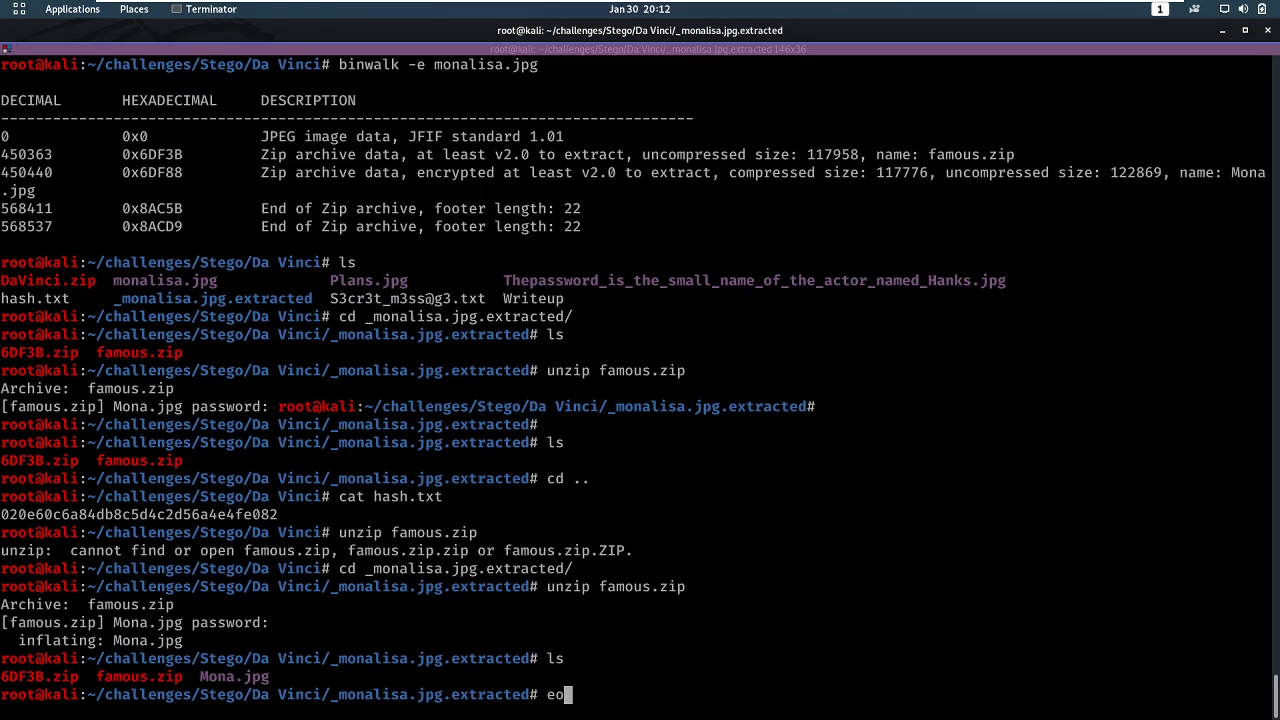 Applications Places Terminator Jan 30 20:12 1
root@kali: ~/challenges/Stego/Da Vinci/_monalisa.jpg.extracted
root@kali: ~/challenges/Stego/Da Vinci/_monalisa.jpg.extracted 146x36
root@kali:~/challenges/Stego/Da Vinci# binwalk -e monalisa.jpg
DECIMAL HEXADECIMAL DESCRIPTION
--------------------------------------------------------------------------------
0 0x0 JPEG image data, JFIF standard 1.01
450363 0x6DF3B Zip archive data, at least v2.0 to extract, uncompressed size: 117958, name: famous.zip
450440 0x6DF88 Zip archive data, encrypted at least v2.0 to extract, compressed size: 117776, uncompressed size: 122869, name: Mona
.jpg
568411 0x8AC5B End of Zip archive, footer length: 22
568537 0x8ACD9 End of Zip archive, footer length: 22
root@kali:~/challenges/Stego/Da Vinci# ls
DaVinci.zip monalisa.jpg Plans.jpg Thepassword_is_the_small_name_of_the_actor_named_Hanks.jpg
hash.txt _monalisa.jpg.extracted S3cr3t_m3ss@g3.txt Writeup
root@kali:~/challenges/Stego/Da Vinci# cd _monalisa.jpg.extracted/
root@kali:~/challenges/Stego/Da Vinci/_monalisa.jpg.extracted# ls
6DF3B.zip famous.zip
root@kali:~/challenges/Stego/Da Vinci/_monalisa.jpg.extracted# unzip famous.zip
Archive: famous.zip
[famous.zip] Mona.jpg password: root@kali:~/challenges/Stego/Da Vinci/_monalisa.jpg.extracted#
root@kali:~/challenges/Stego/Da Vinci/_monalisa.jpg.extracted#
root@kali:~/challenges/Stego/Da Vinci/_monalisa.jpg.extracted# ls
6DF3B.zip famous.zip
root@kali:~/challenges/Stego/Da Vinci/_monalisa.jpg.extracted# cd ..
root@kali:~/challenges/Stego/Da Vinci# cat hash.txt
020e60c6a84db8c5d4c2d56a4e4fe082
root@kali:~/challenges/Stego/Da Vinci# unzip famous.zip
unzip: cannot find or open famous.zip, famous.zip.zip or famous.zip.ZIP.
root@kali:~/challenges/Stego/Da Vinci# cd _monalisa.jpg.extracted/
root@kali:~/challenges/Stego/Da Vinci/_monalisa.jpg.extracted# unzip famous.zip
Archive: famous.zip
[famous.zip] Mona.jpg password:
inflating: Mona.jpg
root@kali:~/challenges/Stego/Da Vinci/_monalisa.jpg.extracted# ls
6DF3B.zip famous.zip Mona.jpg
root@kali:~/challenges/Stego/Da Vinci/_monalisa.jpg.extracted# eo